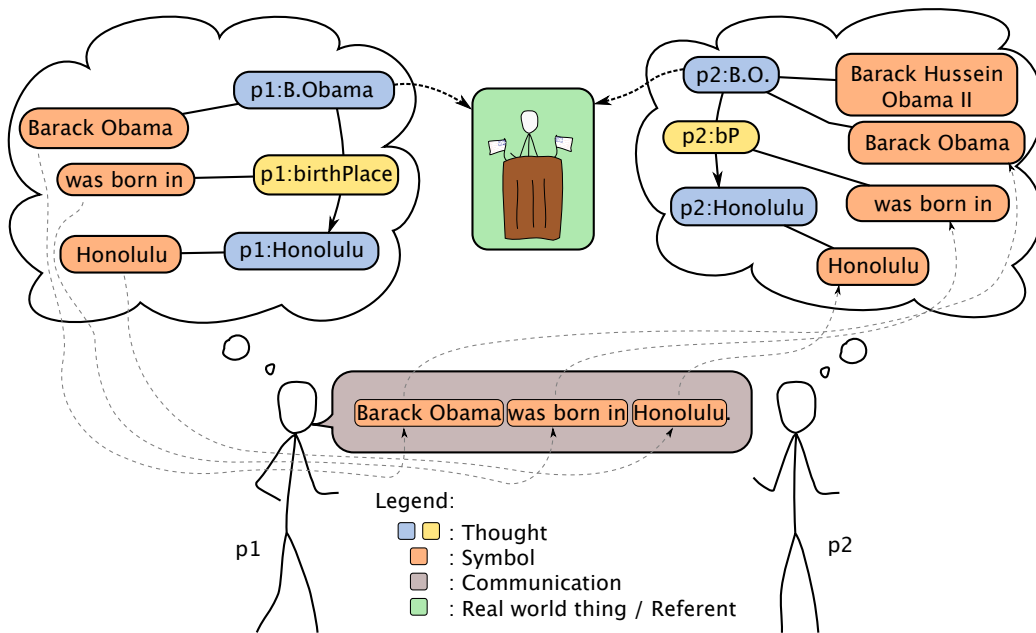 p1:B.Obama
Barack Obama
was born in
p1:birthPlace
Honolulu
p1:Honolulu
p2:B.O.
Barack Hussein
Obama II
Barack Obama
p2:bP
was born in
p2:Honolulu
Honolulu
Barack Obama was born in Honolulu.
p1
p2
Legend:
: Thought
: Symbol
: Communication
: Real world thing / Referent